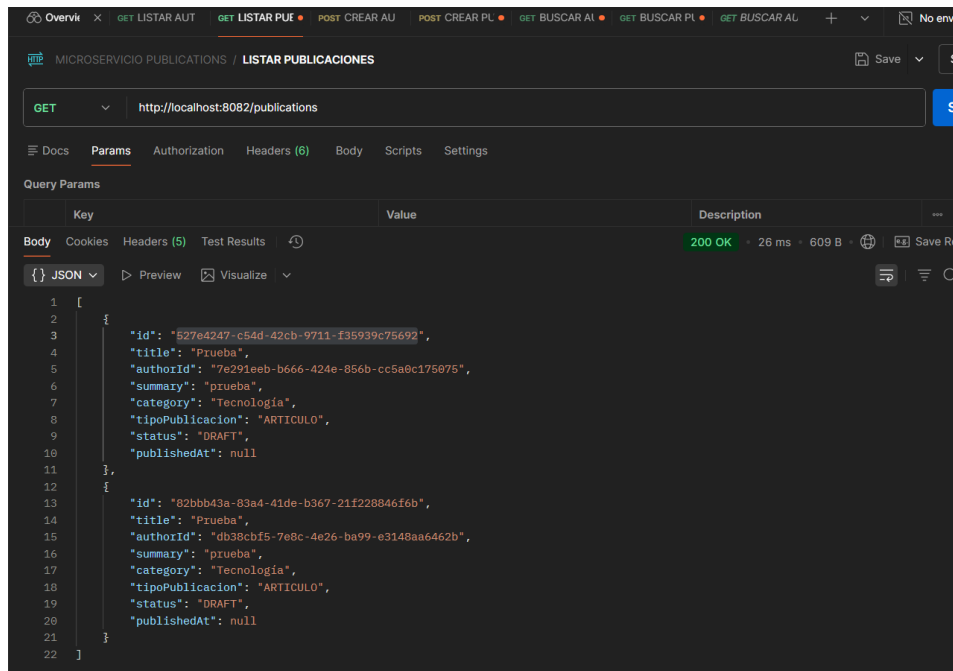 Overvie GET LISTAR AUT GET LISTAR PUE POST CREAR AU POST CREAR PL GET BUSCAR AU GET BUSCAR PL GET BUSCAR AU No env
HTTP MICROSERVICIO PUBLICATIONS / LISTAR PUBLICACIONES Save
GET http://localhost:8082/publications
Docs Params Authorization Headers (6) Body Scripts Settings
Query Params
Key Value Description
Body Cookies Headers (5) Test Results 200 OK • 26 ms • 609 B e.g. Save Re
{} JSON Preview Visualize
1 [
2 {
3 "id": "527e4247-c54d-42cb-9711-f35939c75692",
4 "title": "Prueba",
5 "authorId": "7e291eeb-b666-424e-856b-cc5a0c175075",
6 "summary": "prueba",
7 "category": "Tecnología",
8 "tipoPublicacion": "ARTICULO",
9 "status": "DRAFT",
10 "publishedAt": null
11 },
12 {
13 "id": "82bbb43a-83a4-41de-b367-21f228846f6b",
14 "title": "Prueba",
15 "authorId": "db38cbf5-7e8c-4e26-ba99-e3148aa6462b",
16 "summary": "prueba",
17 "category": "Tecnología",
18 "tipoPublicacion": "ARTICULO",
19 "status": "DRAFT",
20 "publishedAt": null
21 }
22 ]